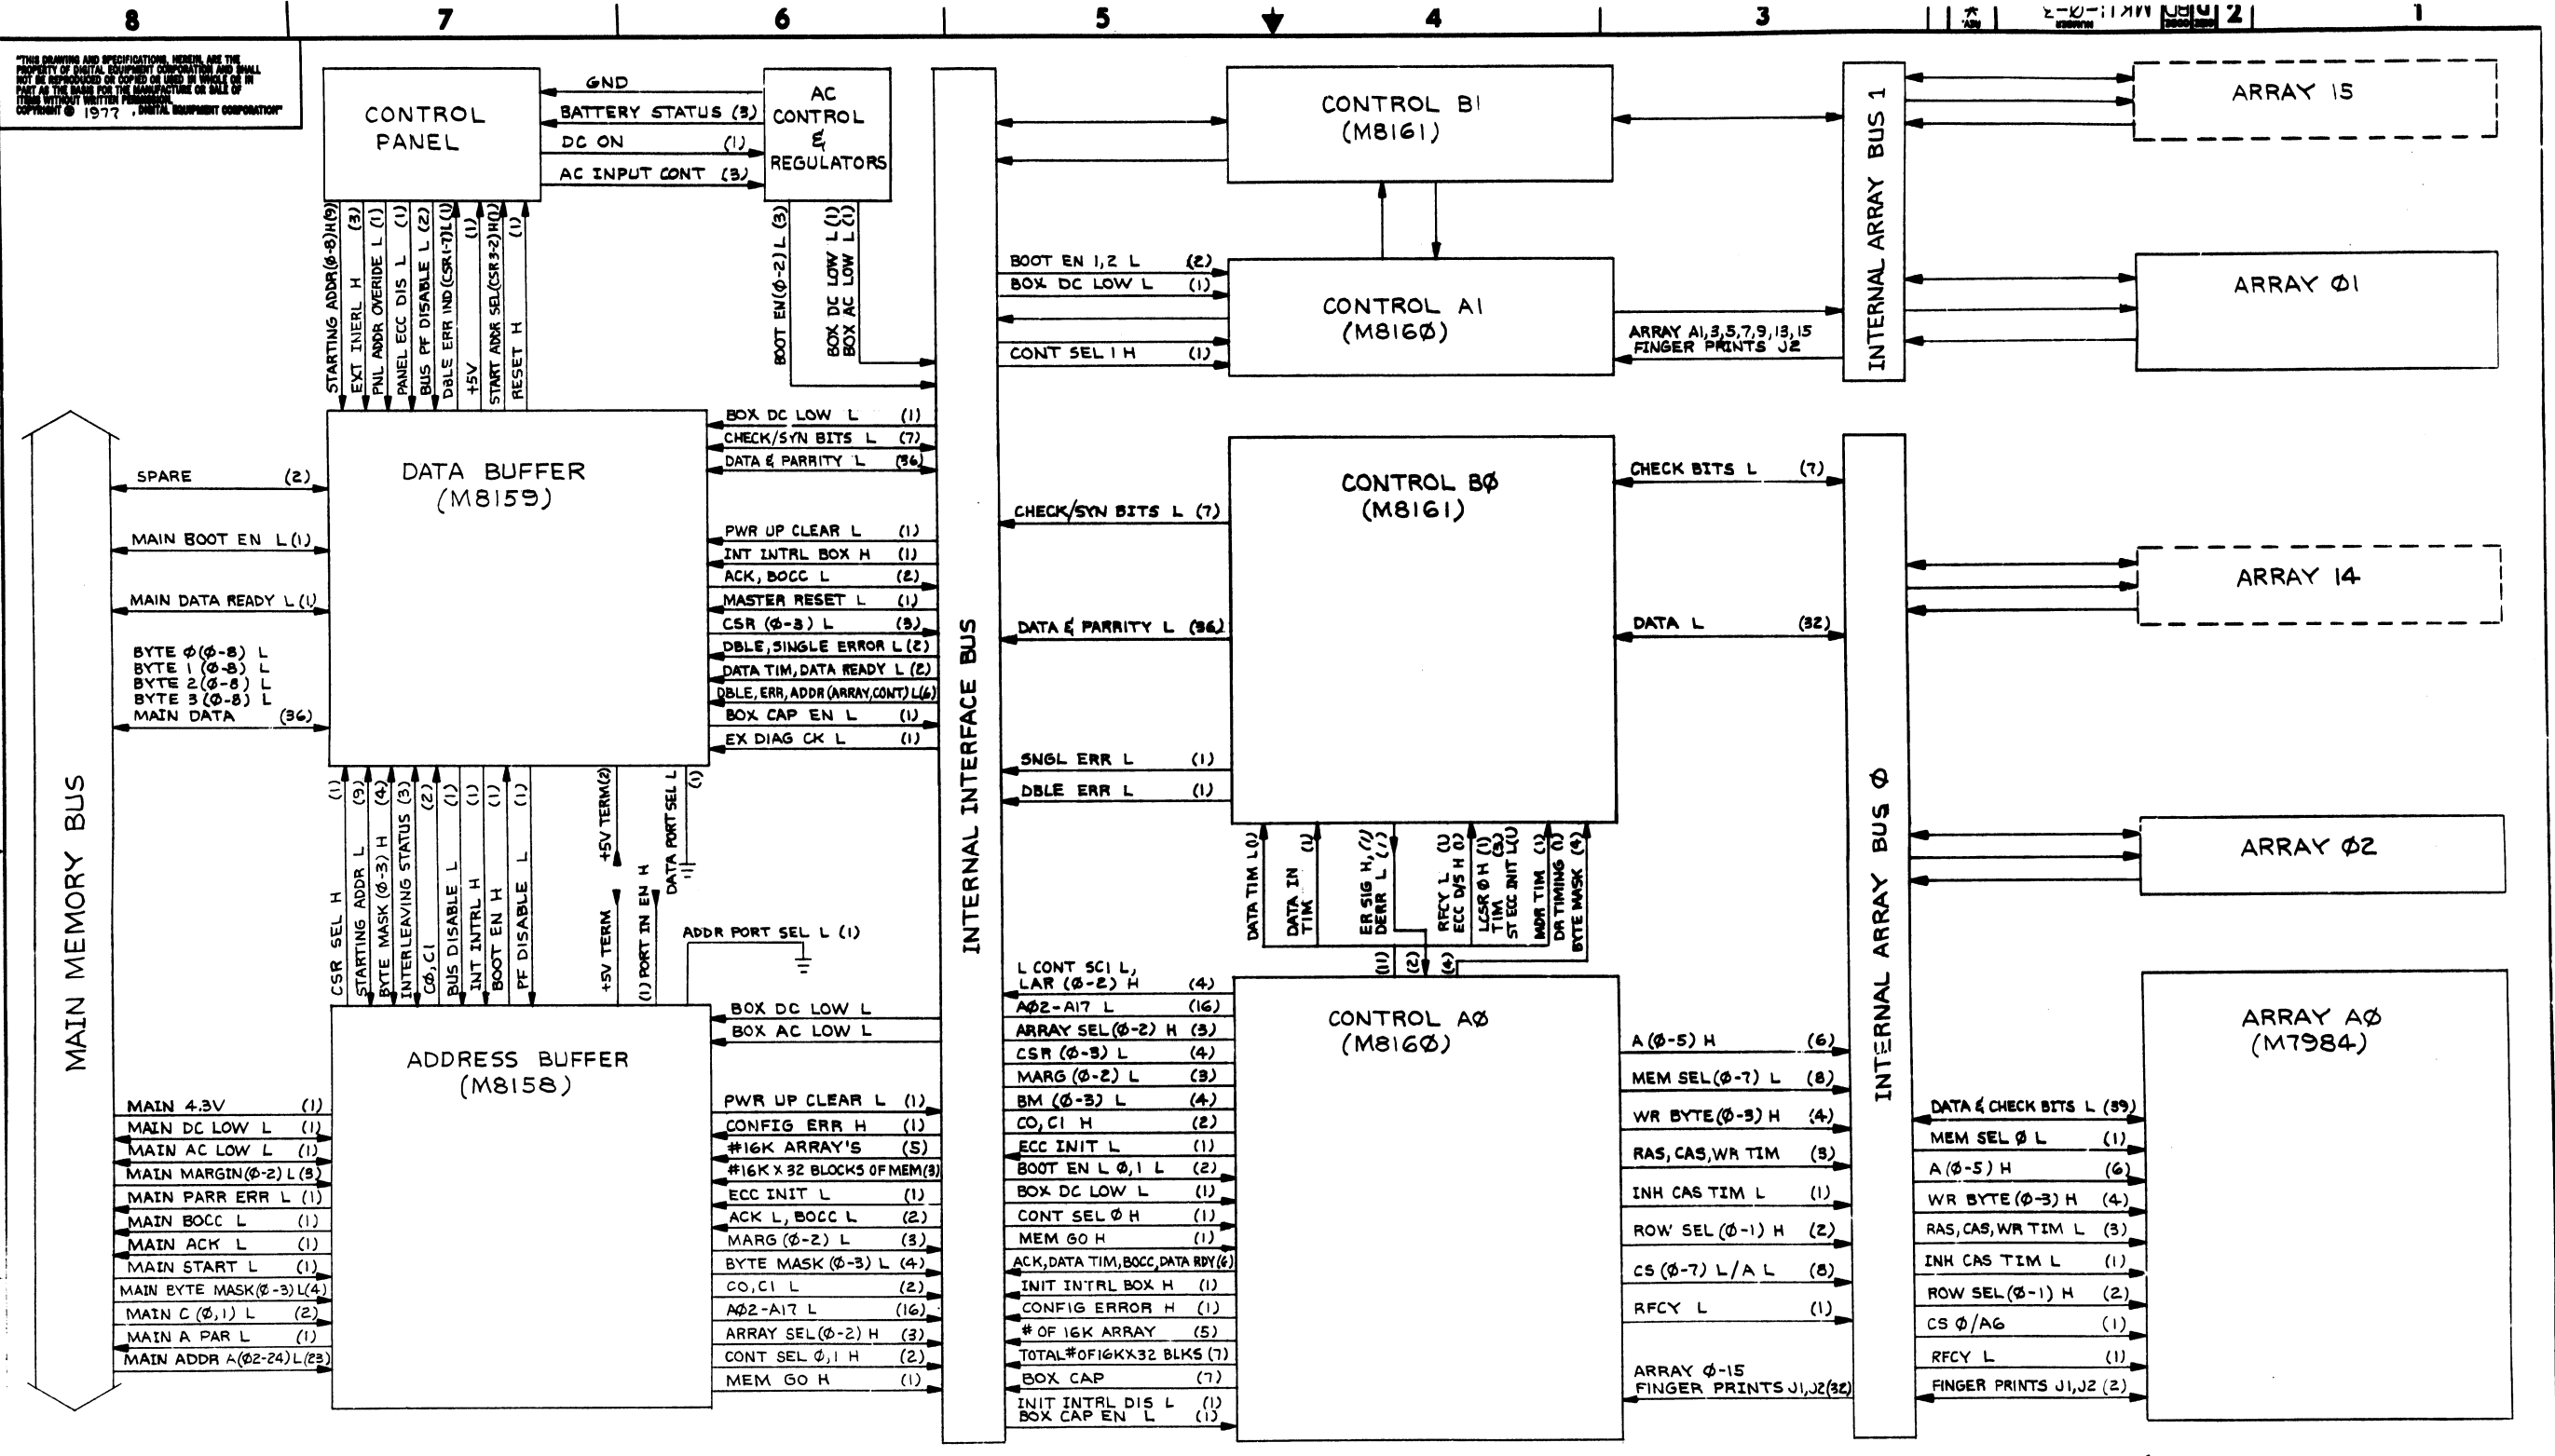 8 7 6 5 4 3 2 1
REV.
NUMBER
MK11-Ø-3
SIZE CODE
"THIS DRAWING AND SPECIFICATIONS, HEREIN, ARE THE
PROPERTY OF DIGITAL EQUIPMENT CORPORATION AND SHALL
NOT BE REPRODUCED OR COPIED OR USED IN WHOLE OR IN
PART AS THE BASIS FOR THE MANUFACTURE OR SALE OF
ITEMS WITHOUT WRITTEN PERMISSION.
COPYRIGHT © 1977 , DIGITAL EQUIPMENT CORPORATION"
CONTROL
PANEL
GND
BATTERY STATUS (3)
DC ON (1)
AC INPUT CONT (3)
AC
CONTROL
&
REGULATORS
STARTING ADDR(Ø-8)H(9)
EXT INERL H (3)
PNL ADDR OVERIDE L (1)
PANEL ECC DIS L (1)
BUS PF DISABLE L (2)
DBLE ERR IND(CSR1-7)L(1)
+5V (1)
START ADDR SEL(CSR3-2)H(1)
RESET H (1)
BOOT EN(Ø-2)L (3)
BOX DC LOW L(1)
BOX AC LOW L(1)
MAIN MEMORY BUS
SPARE (2)
MAIN BOOT EN L(1)
MAIN DATA READY L(1)
BYTE Ø(Ø-8) L
BYTE 1(Ø-8) L
BYTE 2(Ø-8) L
BYTE 3(Ø-8) L
MAIN DATA (36)
DATA BUFFER
(M8159)
BOX DC LOW L (1)
CHECK/SYN BITS L (7)
DATA & PARRITY L (36)
PWR UP CLEAR L (1)
INT INTRL BOX H (1)
ACK, BOCC L (2)
MASTER RESET L (1)
CSR (Ø-3) L (3)
DBLE,SINGLE ERROR L(2)
DATA TIM,DATA READY L(2)
DBLE,ERR,ADDR(ARRAY,CONT)L(6)
BOX CAP EN L (1)
EX DIAG CK L (1)
CSR SEL H (1)
STARTING ADDR L (9)
BYTE MASK (Ø-3) H (4)
INTERLEAVING STATUS (3)
CØ,C1 (2)
BUS DISABLE L (1)
INT INTRL H (1)
BOOT EN H (1)
PF DISABLE L (1)
+5V TERM(2)
+5V TERM
(1) PORT IN EN H
DATA PORT SEL L (1)
ADDR PORT SEL L (1)
ADDRESS BUFFER
(M8158)
MAIN 4.3V (1)
MAIN DC LOW L (1)
MAIN AC LOW L (1)
MAIN MARGIN(Ø-2)L(3)
MAIN PARR ERR L (1)
MAIN BOCC L (1)
MAIN ACK L (1)
MAIN START L (1)
MAIN BYTE MASK(Ø-3)L(4)
MAIN C (Ø,1) L (2)
MAIN A PAR L (1)
MAIN ADDR A(Ø2-24)L(23)
BOX DC LOW L
BOX AC LOW L
PWR UP CLEAR L (1)
CONFIG ERR H (1)
#16K ARRAY'S (5)
#16K X 32 BLOCKS OF MEM(3)
ECC INIT L (1)
ACK L, BOCC L (2)
MARG (Ø-2) L (3)
BYTE MASK (Ø-3) L (4)
CO,C1 L (2)
AØ2-A17 L (16)
ARRAY SEL(Ø-2) H (3)
CONT SEL Ø,1 H (2)
MEM GO H (1)
INTERNAL INTERFACE BUS
CONTROL B1
(M8161)
BOOT EN 1,2 L (2)
BOX DC LOW L (1)
CONT SEL 1 H (1)
CONTROL A1
(M816Ø)
ARRAY A1,3,5,7,9,13,15
FINGER PRINTS J2
INTERNAL ARRAY BUS 1
ARRAY 15
ARRAY Ø1
CHECK/SYN BITS L (7)
DATA & PARRITY L (36)
SNGL ERR L (1)
DBLE ERR L (1)
CONTROL BØ
(M8161)
CHECK BITS L (7)
DATA L (32)
DATA TIM L(1)
DATA IN
TIM (1)
ER SIG H,(1)
DERR L (1)
RFCY L (1)
ECC D/S H (1)
LCSR Ø H (1)
TIM (3)
ST ECC INIT L(1)
MDR TIM (1)
DR TIMING (1)
BYTE MASK (4)
(11)
(2)
(4)
L CONT SC1 L,
LAR (Ø-2) H (4)
AØ2-A17 L (16)
ARRAY SEL(Ø-2) H (3)
CSR (Ø-3) L (4)
MARG (Ø-2) L (3)
BM (Ø-3) L (4)
CO,C1 H (2)
ECC INIT L (1)
BOOT EN L Ø,1 L (2)
BOX DC LOW L (1)
CONT SEL Ø H (1)
MEM GO H (1)
ACK,DATA TIM,BOCC,DATA RDY(6)
INIT INTRL BOX H (1)
CONFIG ERROR H (1)
# OF 16K ARRAY (5)
TOTAL#OF16KX32 BLKS (7)
BOX CAP (7)
INIT INTRL DIS L (1)
BOX CAP EN L (1)
CONTROL AØ
(M816Ø)
A (Ø-5) H (6)
MEM SEL(Ø-7) L (8)
WR BYTE(Ø-3) H (4)
RAS, CAS,WR TIM (3)
INH CAS TIM L (1)
ROW SEL(Ø-1) H (2)
CS (Ø-7) L/A L (8)
RFCY L (1)
ARRAY Ø-15
FINGER PRINTS J1,J2(32)
INTERNAL ARRAY BUS Ø
ARRAY 14
ARRAY Ø2
ARRAY AØ
(M7984)
DATA & CHECK BITS L (39)
MEM SEL Ø L (1)
A (Ø-5) H (6)
WR BYTE(Ø-3) H (4)
RAS,CAS,WR TIM L (3)
INH CAS TIM L (1)
ROW SEL(Ø-1) H (2)
CS Ø/A6 (1)
RFCY L (1)
FINGER PRINTS J1,J2 (2)